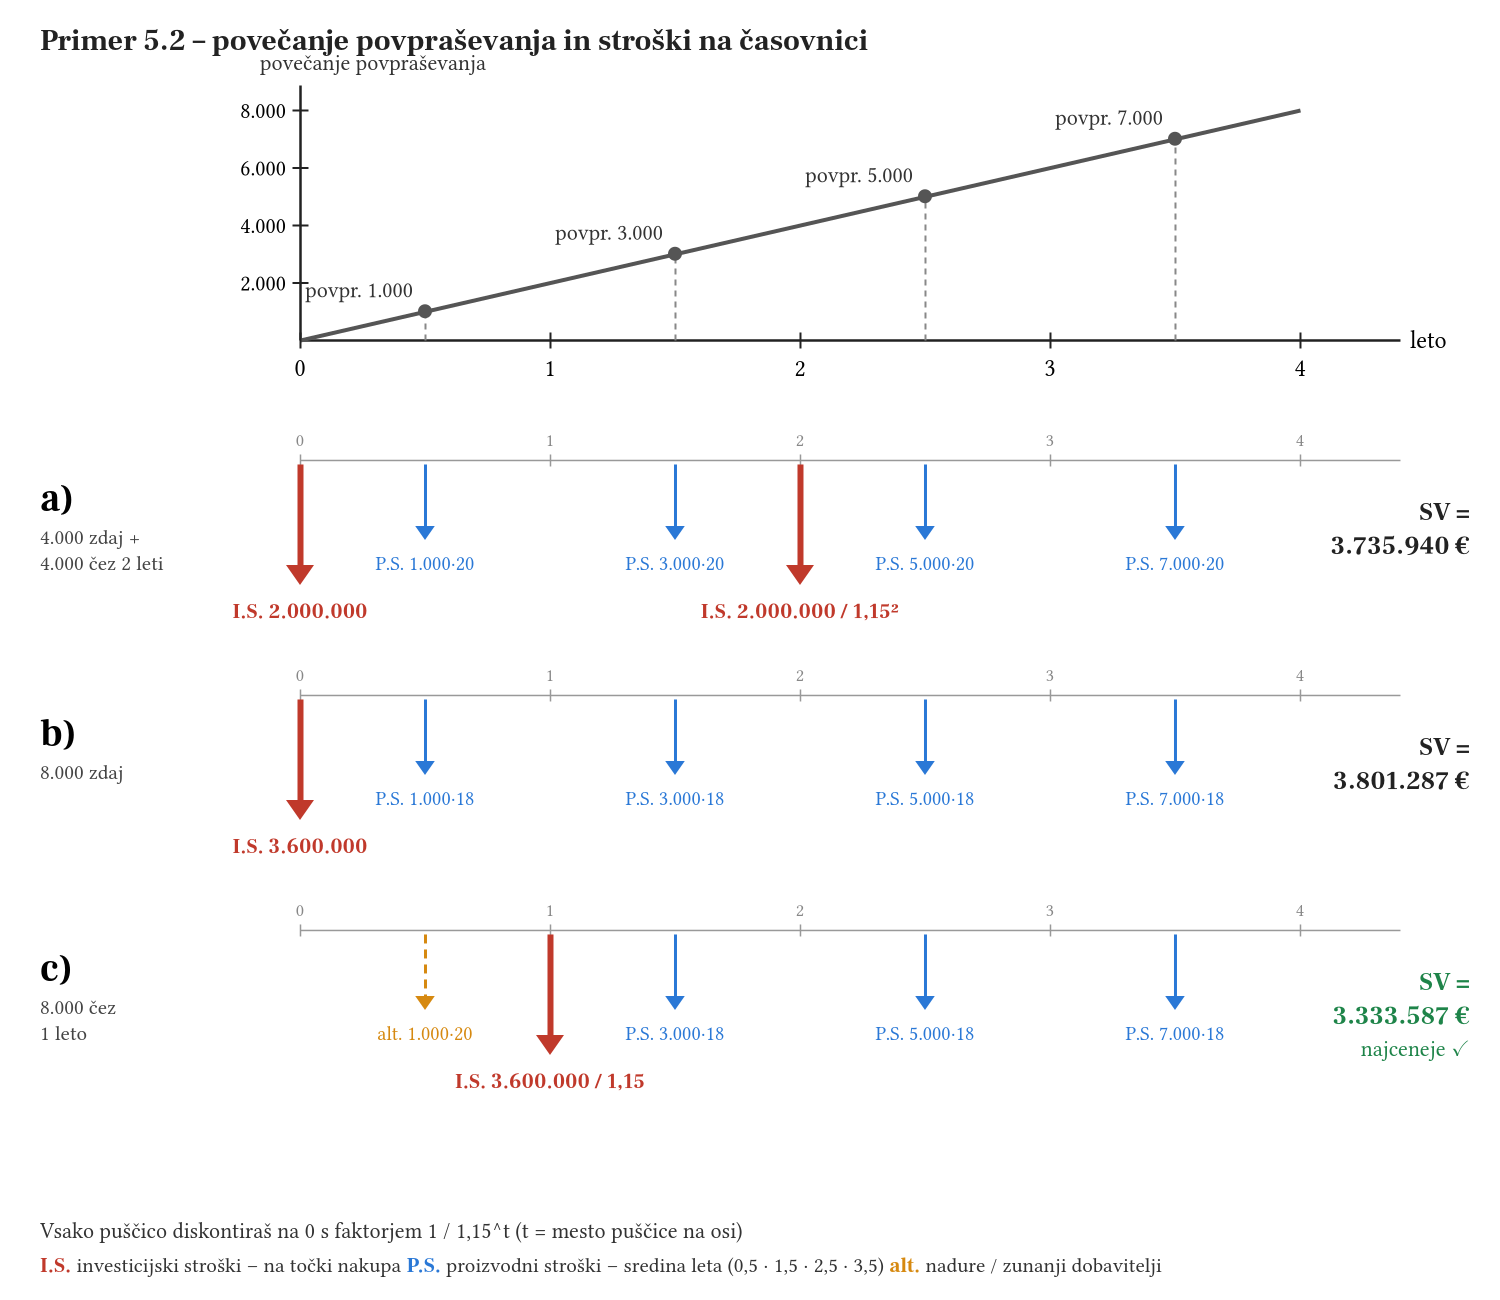 Primer 5.2 – povečanje povpraševanja in stroški na časovnici
povečanje povpraševanja
8.000
povpr. 7.000
6.000
povpr. 5.000
4.000
povpr. 3.000
2.000
povpr. 1.000
leto
0 1 2 3 4
0 1 2 3 4
a)
4.000 zdaj +
4.000 čez 2 leti
P.S. 1.000·20 P.S. 3.000·20 P.S. 5.000·20 P.S. 7.000·20
I.S. 2.000.000 I.S. 2.000.000 / 1,15²
SV =
3.735.940 €
0 1 2 3 4
b)
8.000 zdaj
P.S. 1.000·18 P.S. 3.000·18 P.S. 5.000·18 P.S. 7.000·18
I.S. 3.600.000
SV =
3.801.287 €
0 1 2 3 4
c)
8.000 čez
1 leto
alt. 1.000·20 P.S. 3.000·18 P.S. 5.000·18 P.S. 7.000·18
I.S. 3.600.000 / 1,15
SV =
3.333.587 €
najceneje ✓
Vsako puščico diskontiraš na 0 s faktorjem 1 / 1,15^t (t = mesto puščice na osi)
I.S. investicijski stroški – na točki nakupa P.S. proizvodni stroški – sredina leta (0,5 · 1,5 · 2,5 · 3,5) alt. nadure / zunanji dobavitelji